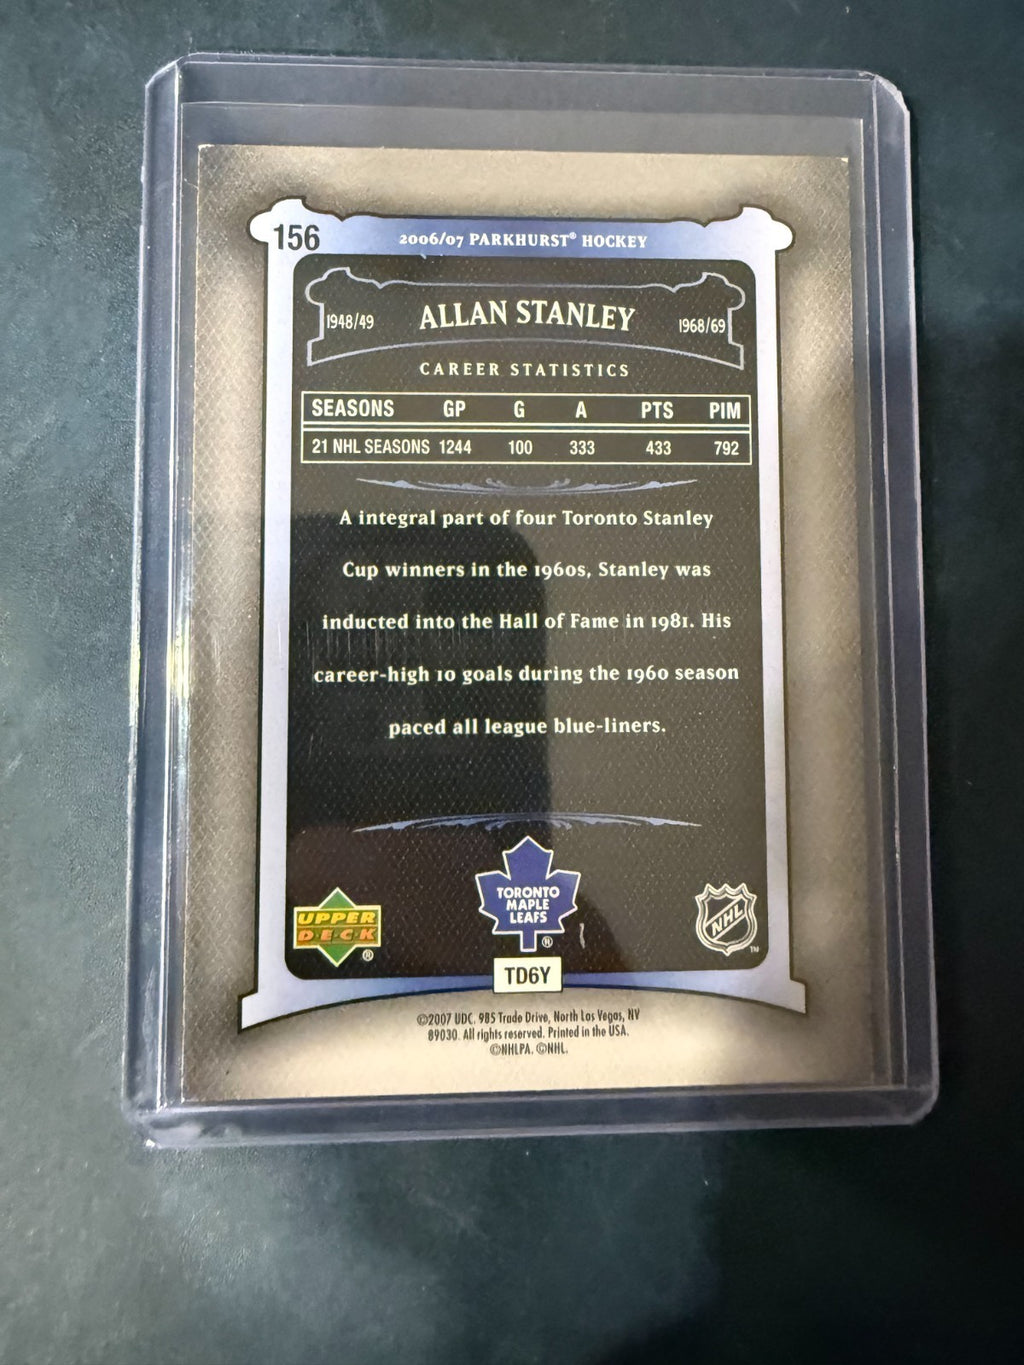 156
2006/07 PARKHURST® HOCKEY
1948/49 ALLAN STANLEY 1968/69
CAREER STATISTICS
SEASONS GP G A PTS PIM
21 NHL SEASONS 1244 100 333 433 792
A integral part of four Toronto Stanley
Cup winners in the 1960s, Stanley was
inducted into the Hall of Fame in 1981. His
career-high 10 goals during the 1960 season
paced all league blue-liners.
UPPER
DECK
®
TORONTO
MAPLE
LEAFS
®
NHL
TM
TD6Y
©2007 UDC. 985 Trade Drive, North Las Vegas, NV
89030. All rights reserved. Printed in the USA.
©NHLPA. ©NHL.